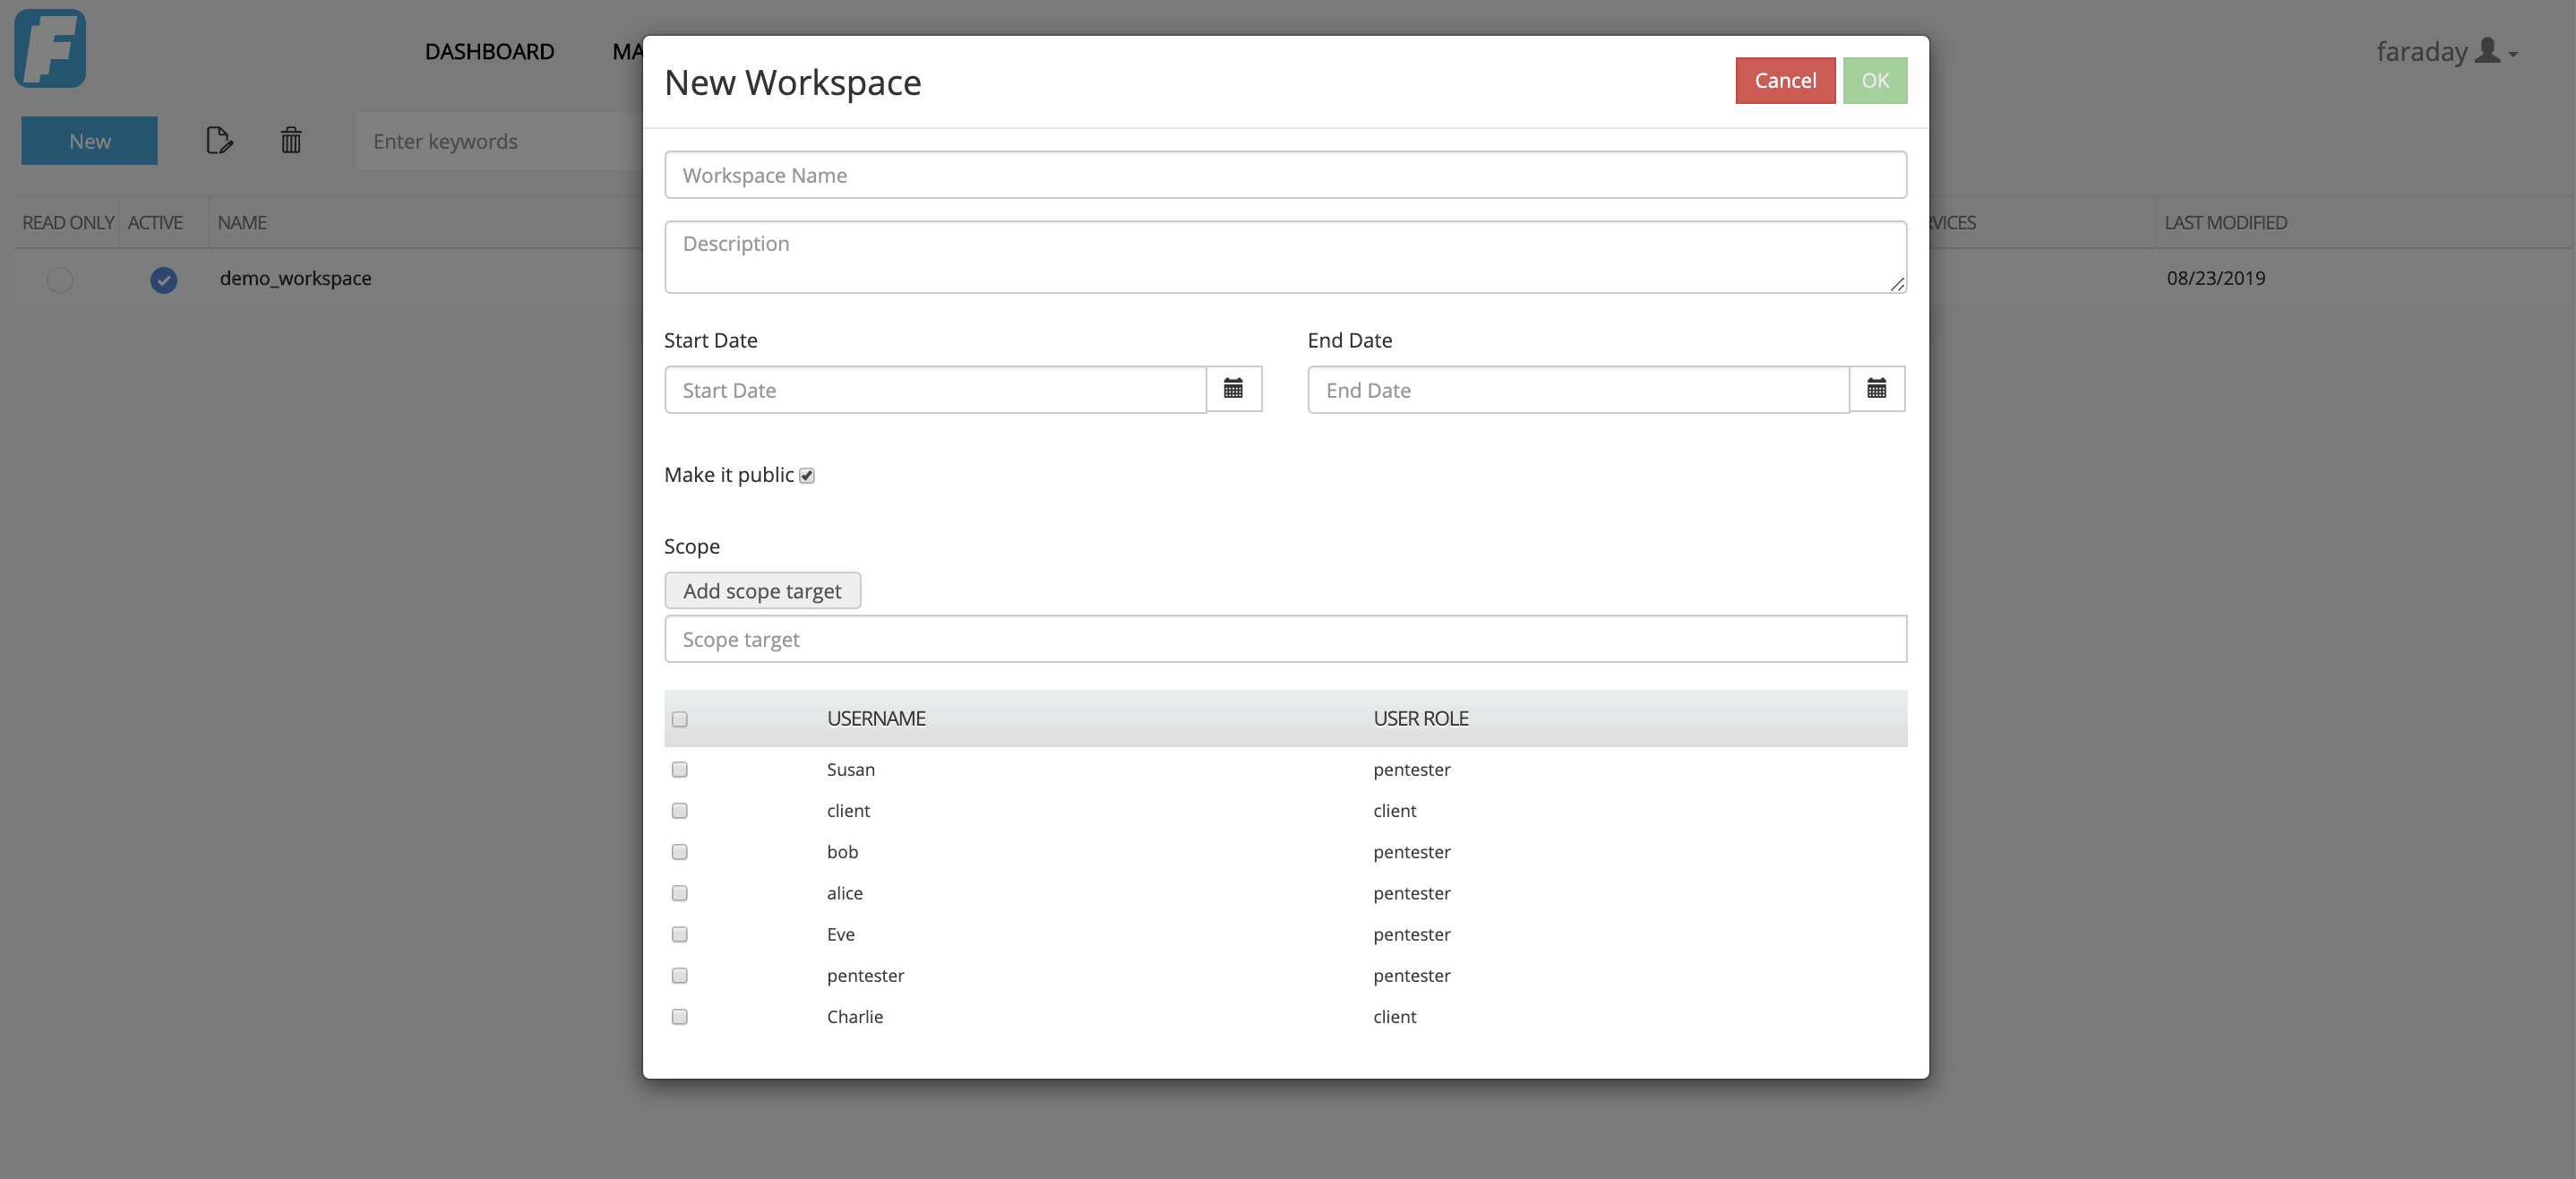 DASHBOARD MA
faraday
New Workspace
Cancel OK
New
Enter keywords
Workspace Name
READ ONLY ACTIVE NAME
RVICES LAST MODIFIED
Description
demo_workspace
08/23/2019
Start Date End Date
Start Date End Date
Make it public
Scope
Add scope target
Scope target
USERNAME USER ROLE
Susan pentester
client client
bob pentester
alice pentester
Eve pentester
pentester pentester
Charlie client